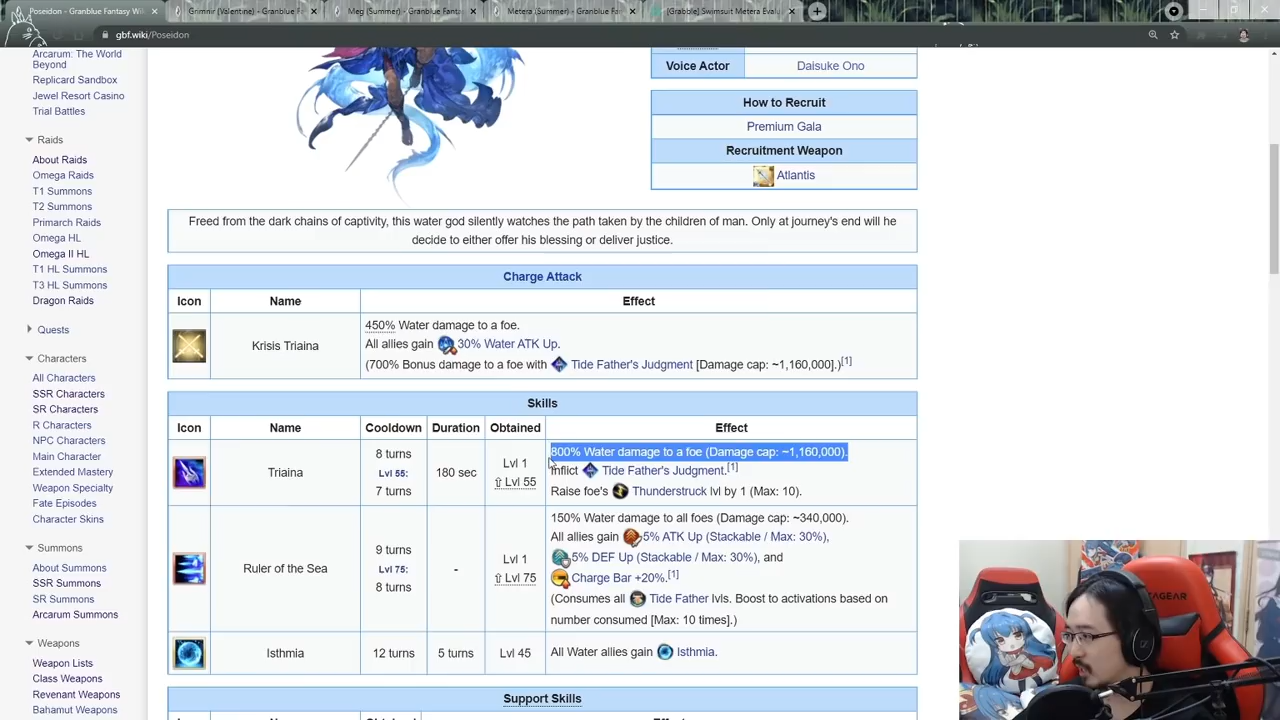 Poseidon - Granblue Fantasy Wi
Grimnir (Valentine) - Granblue F
Meg (Summer) - Granblue Fanta
Metera (Summer) - Granblue Fan
[Grabble] Swimsuit Metera Evalu
gbf.wiki/Poseidon
Arcarum: The World
Beyond
Replicard Sandbox
Jewel Resort Casino
Trial Battles
Raids
About Raids
Omega Raids
T1 Summons
T2 Summons
Primarch Raids
Omega HL
Omega II HL
T1 HL Summons
T3 HL Summons
Dragon Raids
Quests
Characters
All Characters
SSR Characters
SR Characters
R Characters
NPC Characters
Main Character
Extended Mastery
Weapon Specialty
Fate Episodes
Character Skins
Summons
About Summons
SSR Summons
SR Summons
Arcarum Summons
Weapons
Weapon Lists
Class Weapons
Revenant Weapons
Bahamut Weapons
Voice Actor Daisuke Ono
How to Recruit
Premium Gala
Recruitment Weapon
Atlantis
Freed from the dark chains of captivity, this water god silently watches the path taken by the children of man. Only at journey's end will he
decide to either offer his blessing or deliver justice.
Charge Attack
Icon Name Effect
Krisis Triaina
450% Water damage to a foe.
All allies gain 30% Water ATK Up.
(700% Bonus damage to a foe with Tide Father's Judgment [Damage cap: ~1,160,000].)[1]
Skills
Icon Name Cooldown Duration Obtained Effect
Triaina
8 turns
Lvl 55:
7 turns
180 sec
Lvl 1
⇧ Lvl 55
800% Water damage to a foe (Damage cap: ~1,160,000).
Inflict Tide Father's Judgment.[1]
Raise foe's Thunderstruck lvl by 1 (Max: 10).
Ruler of the Sea
9 turns
Lvl 75:
8 turns
-
Lvl 1
⇧ Lvl 75
150% Water damage to all foes (Damage cap: ~340,000).
All allies gain 5% ATK Up (Stackable / Max: 30%),
5% DEF Up (Stackable / Max: 30%), and
Charge Bar +20%.[1]
(Consumes all Tide Father lvls. Boost to activations based on
number consumed [Max: 10 times].)
Isthmia 12 turns 5 turns Lvl 45 All Water allies gain Isthmia.
Support Skills